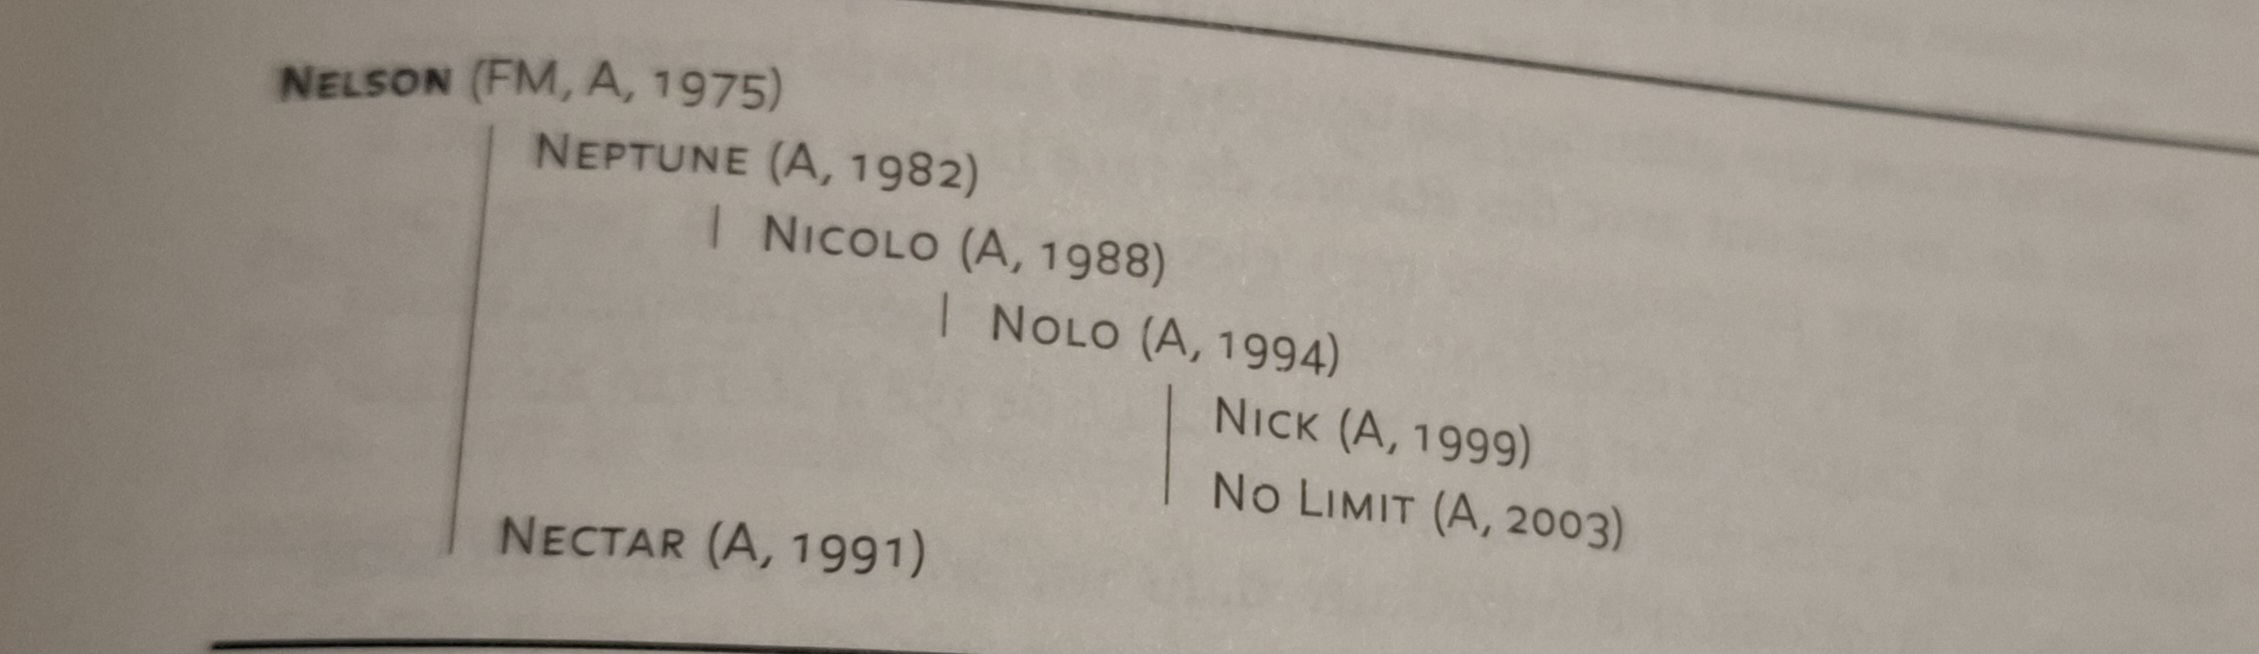 NELSON (FM, A, 1975)
NEPTUNE (A, 1982)
NICOLO (A, 1988)
NOLO (A, 1994)
NICK (A, 1999)
NO LIMIT (A, 2003)
NECTAR (A, 1991)